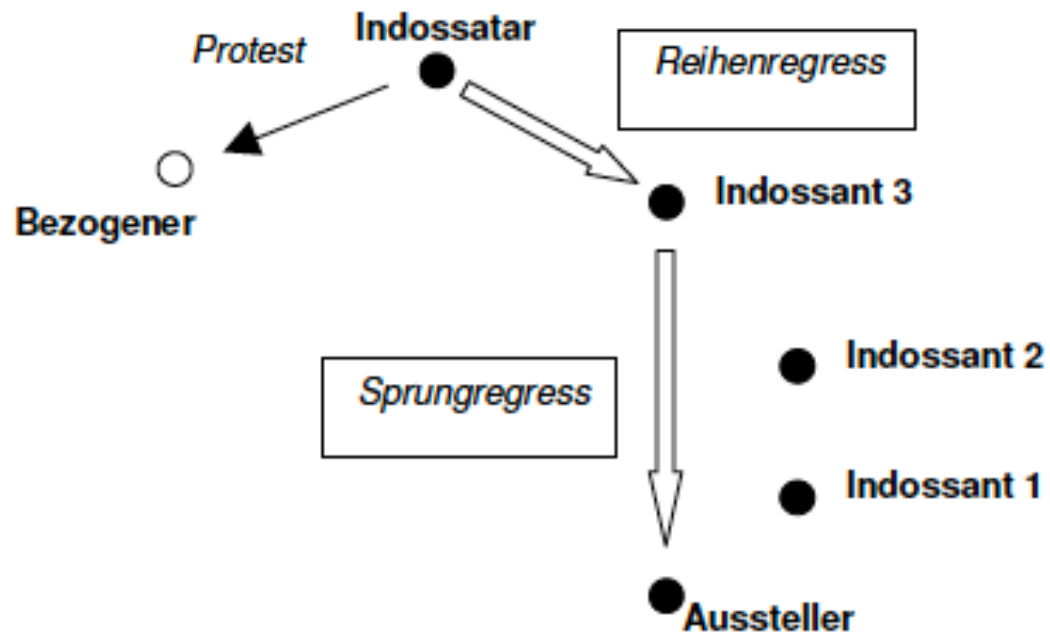 Indossatar
Protest
Reihenregress
Indossant 3
Bezogener
Indossant 2
Sprungregress
Indossant 1
Aussteller